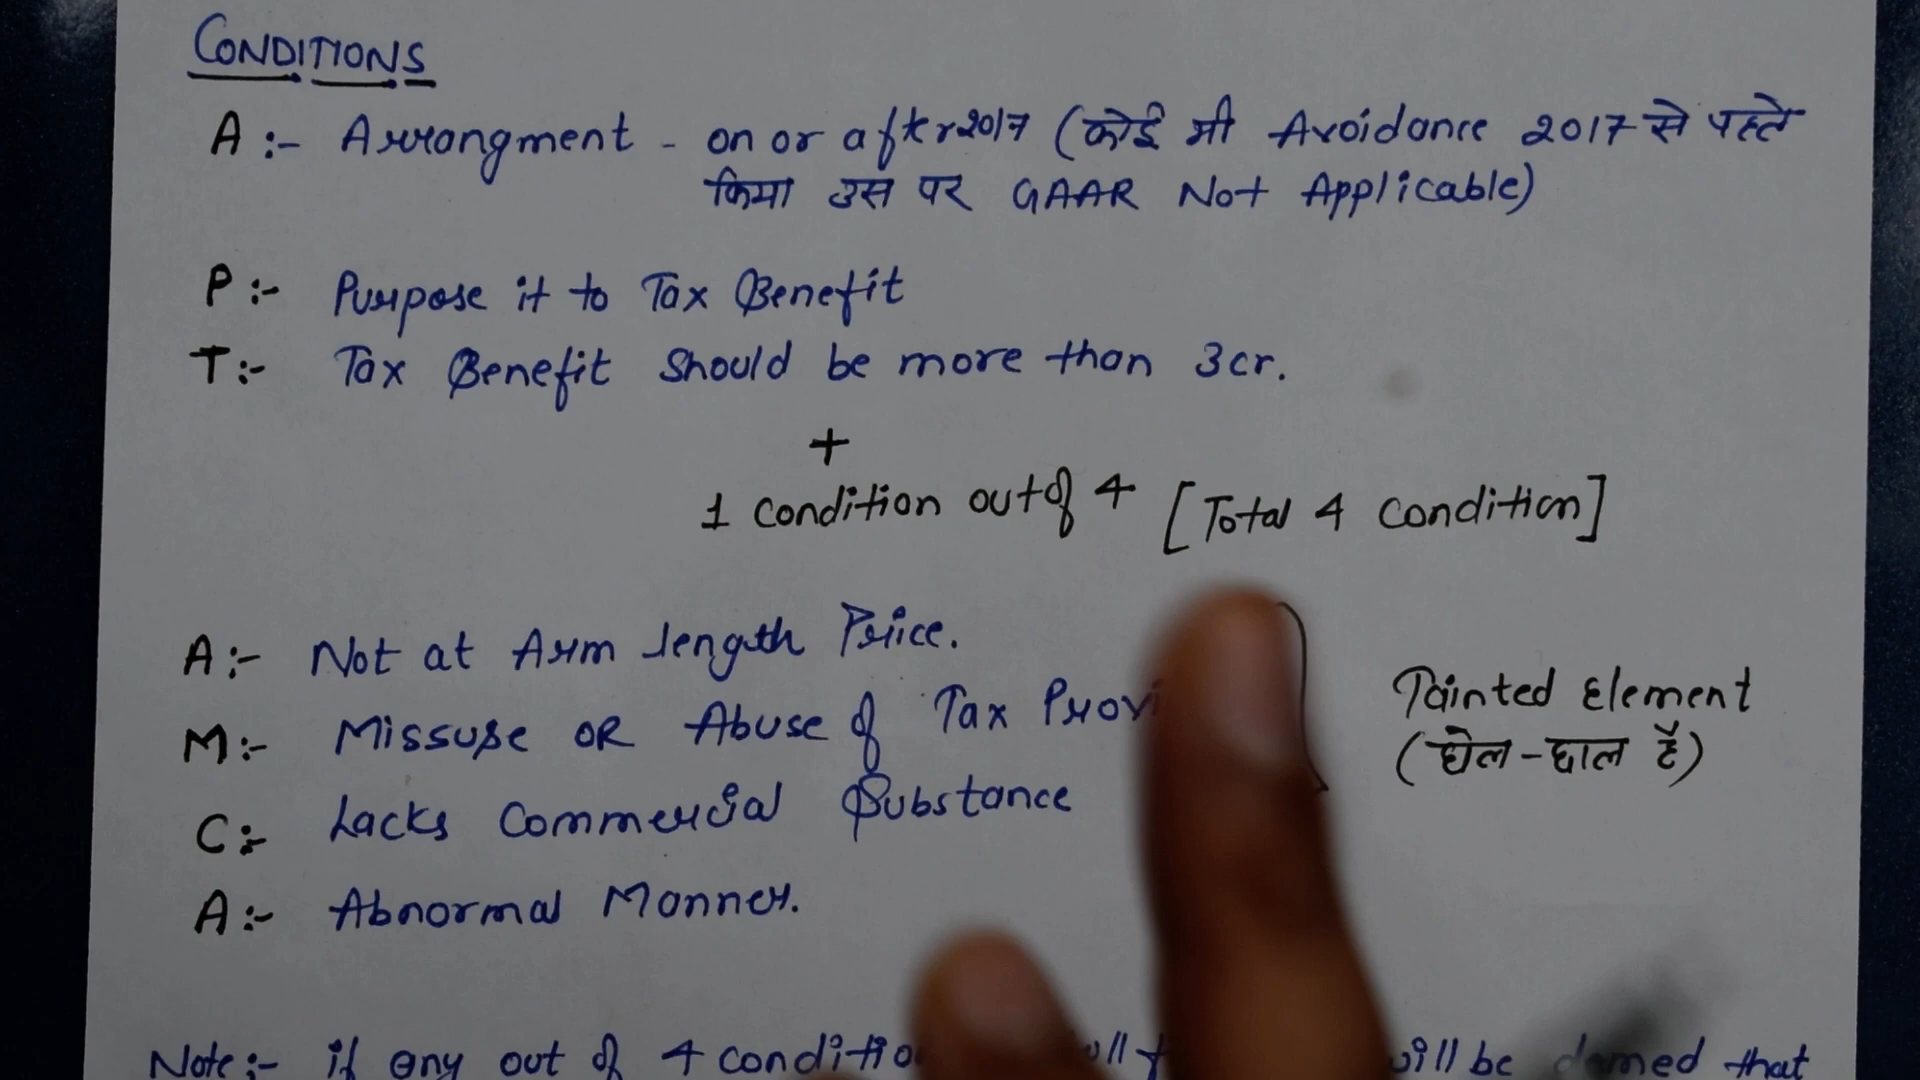 CONDITIONS
A :- Arrangment - on or after 2017 (कोई भी Avoidance 2017 से पहले
किया उस पर GAAR Not Applicable)
P :- Purpose it to Tax Benefit
T :- Tax Benefit Should be more than 3cr.
+
1 Condition out of 4 [Total 4 Condition]
A :- Not at Arm length Price.
M :- Missuse OR Abuse of Tax
C :- Lacks Commercial Substance
A :- Abnormal Manner.
Tainted Element
(घेल-घाल है)
Note :- if any out of 4 will be demed that